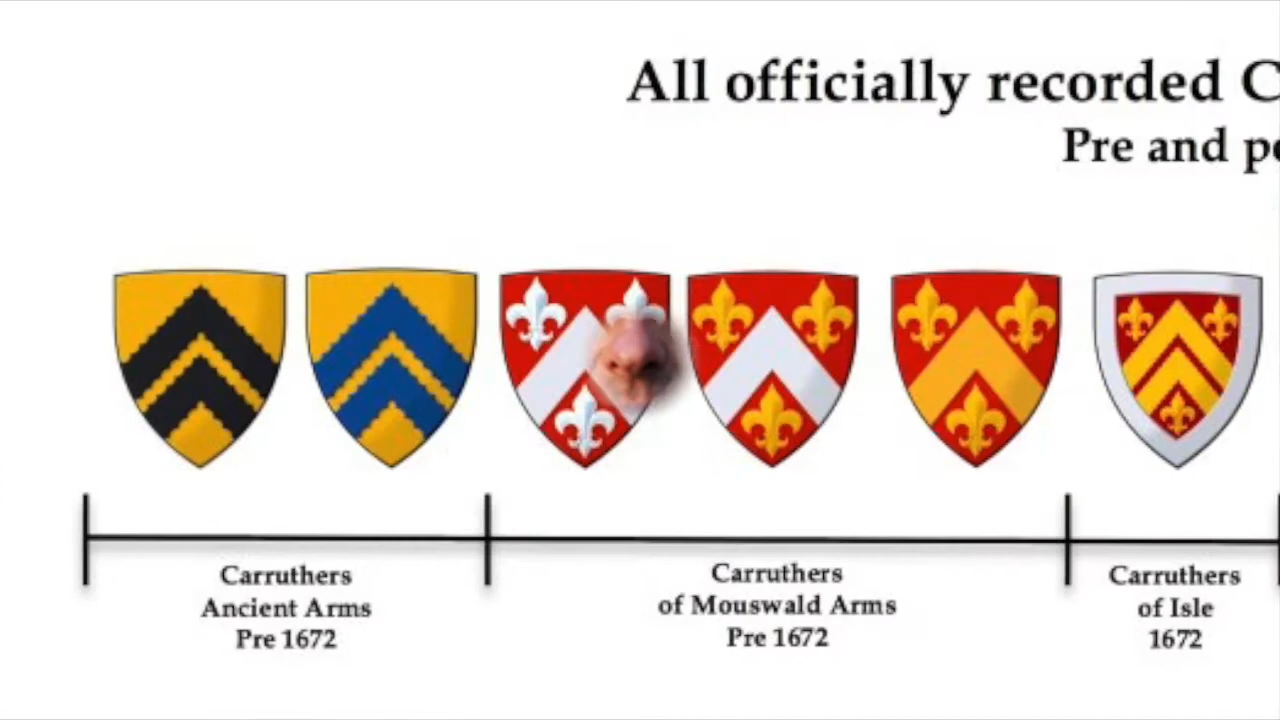 All officially recorded C
Pre and
Carruthers
Ancient Arms
Pre 1672
Carruthers
of Mouswald Arms
Pre 1672
Carruthers
of Isle
1672